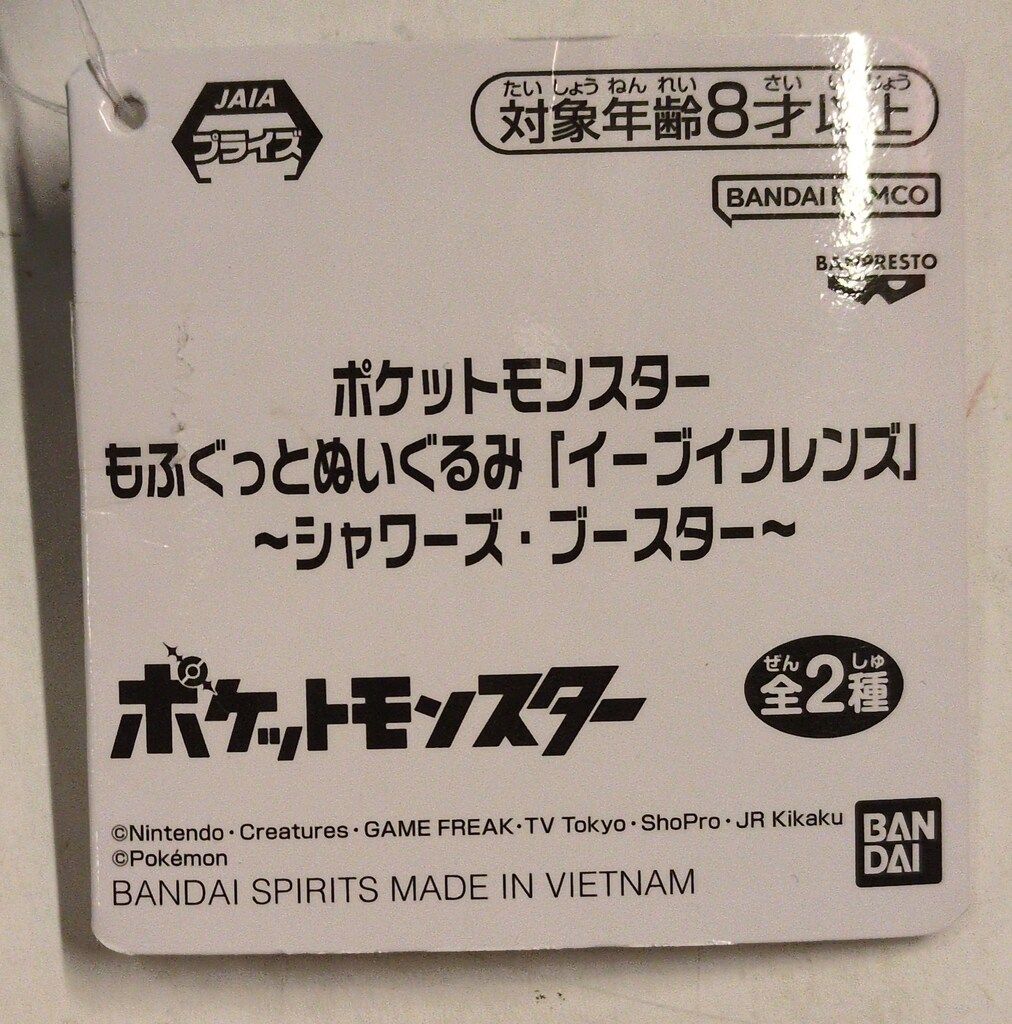 JAIA
プライズ
たいしょうねんれい さい いじょう
対象年齢8才以上
BANDAI NAMCO
BANPRESTO
ポケットモンスター
もふぐっとぬいぐるみ「イーブイフレンズ」
～シャワーズ・ブースター～
ポケットモンスター
ぜん しゅ
全2種
©Nintendo・Creatures・GAME FREAK・TV Tokyo・ShoPro・JR Kikaku
©Pokémon
BANDAI SPIRITS MADE IN VIETNAM
BAN
DAI